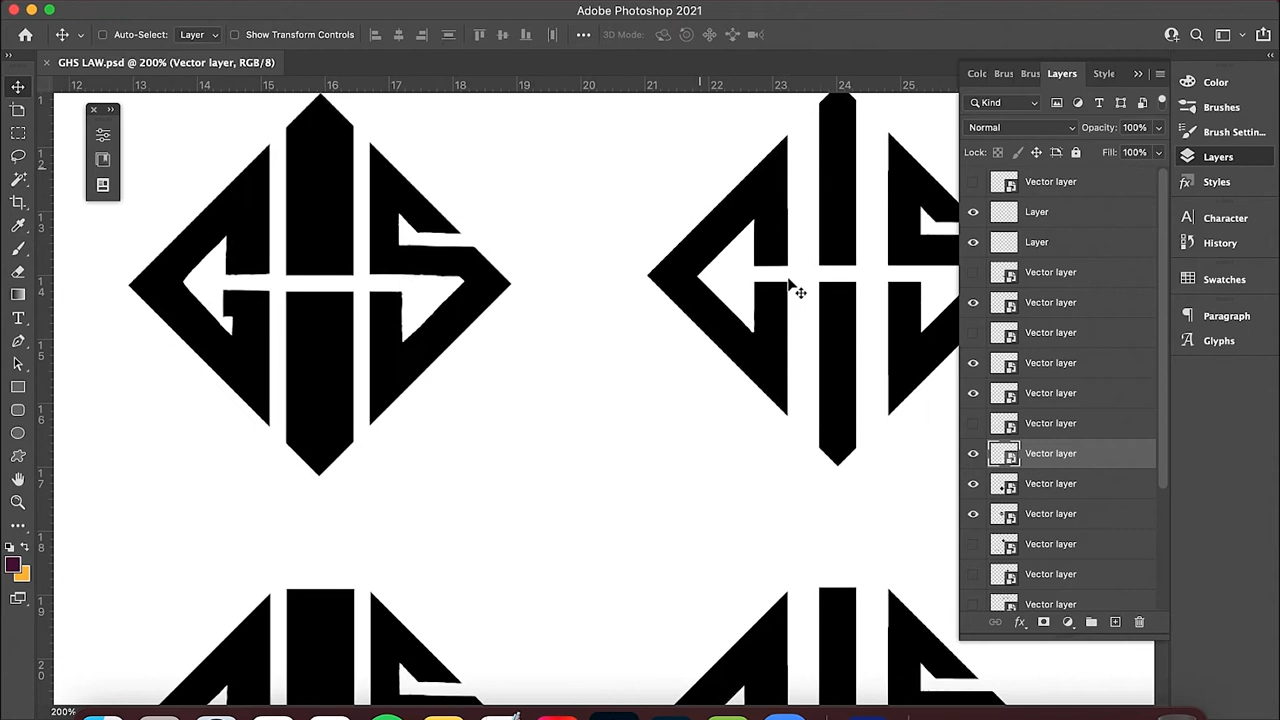 Adobe Photoshop 2021
Auto-Select: Layer Show Transform Controls 3D Mode:
GHS LAW.psd @ 200% (Vector layer, RGB/8)
12 13 14 15 16 17 18 19 20 21 22 23 24 25
Colc Brus Brus Layers Style
Kind
Normal Opacity: 100%
Lock: Fill: 100%
Vector layer
Layer
Layer
Vector layer
Vector layer
Vector layer
Vector layer
Vector layer
Vector layer
Vector layer
Vector layer
Vector layer
Vector layer
Vector layer
Vector layer
Color
Brushes
Brush Settin...
Layers
Styles
Character
History
Swatches
Paragraph
Glyphs
GHS
200%